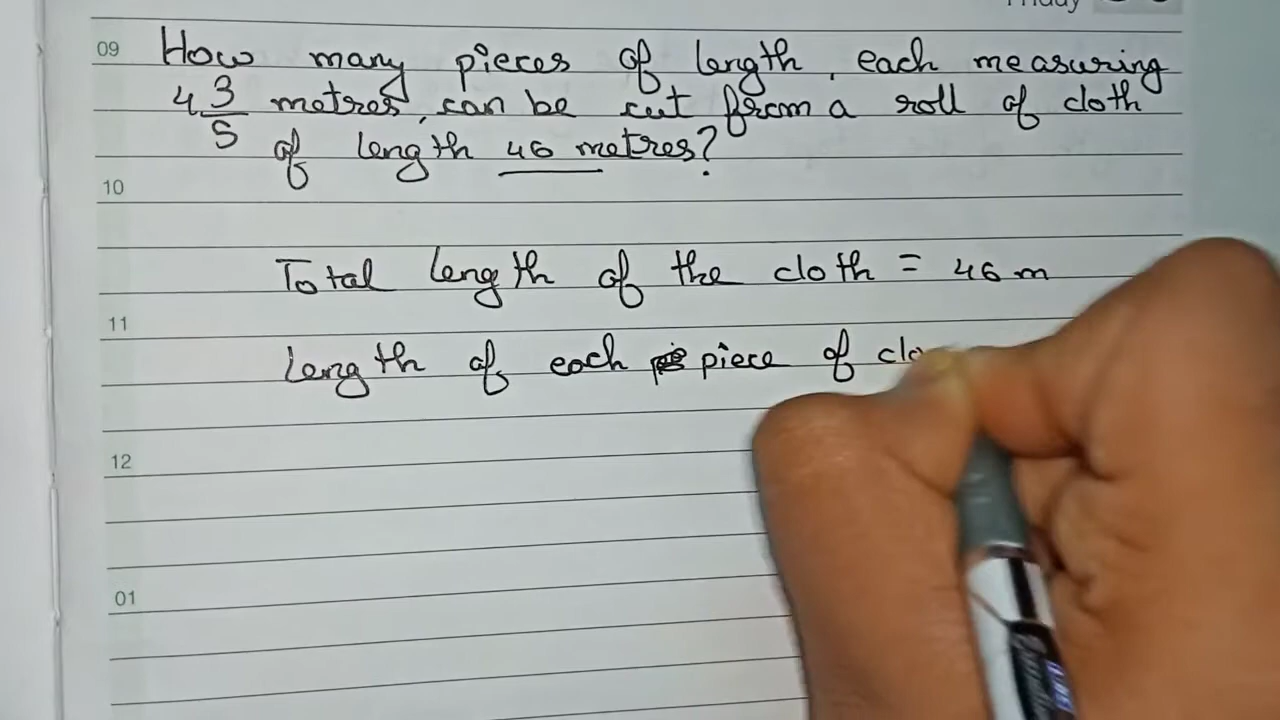 Friday
09 How many pieces of length, each measuring
4 3/5 metres, can be cut from a roll of cloth
of length 46 metres?
10
Total length of the cloth = 46 m
11
Length of each piece of clo
12
01